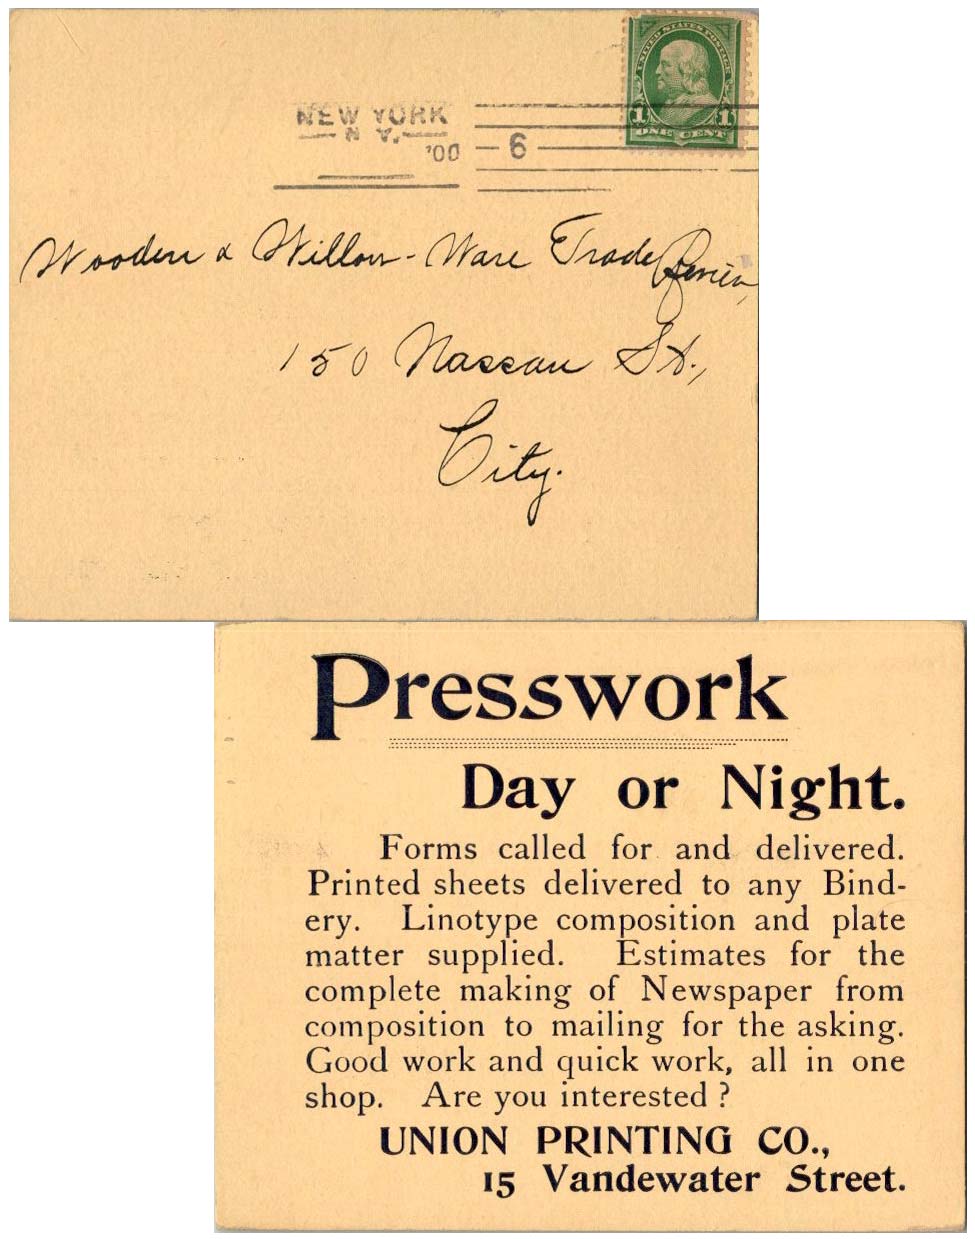 UNITED STATES POSTAGE
1 1
ONE CENT
NEW YORK
N Y.
'00
6
Wooden & Willow-Ware Trade Review,
150 Nassau St.,
City.
Presswork
Day or Night.
Forms called for and delivered.
Printed sheets delivered to any Bind-
ery. Linotype composition and plate
matter supplied. Estimates for the
complete making of Newspaper from
composition to mailing for the asking.
Good work and quick work, all in one
shop. Are you interested ?
UNION PRINTING CO.,
15 Vandewater Street.